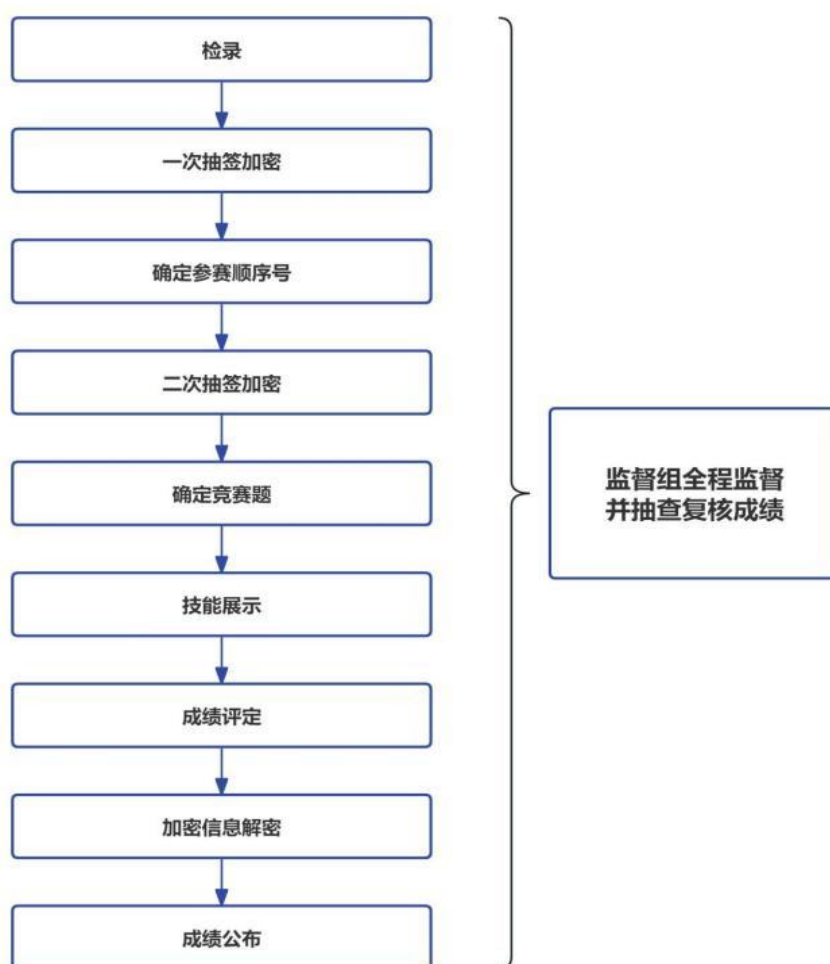 检录
一次抽签加密
确定参赛顺序号
二次抽签加密
确定竞赛题
技能展示
成绩评定
加密信息解密
成绩公布
监督组全程监督
并抽查复核成绩